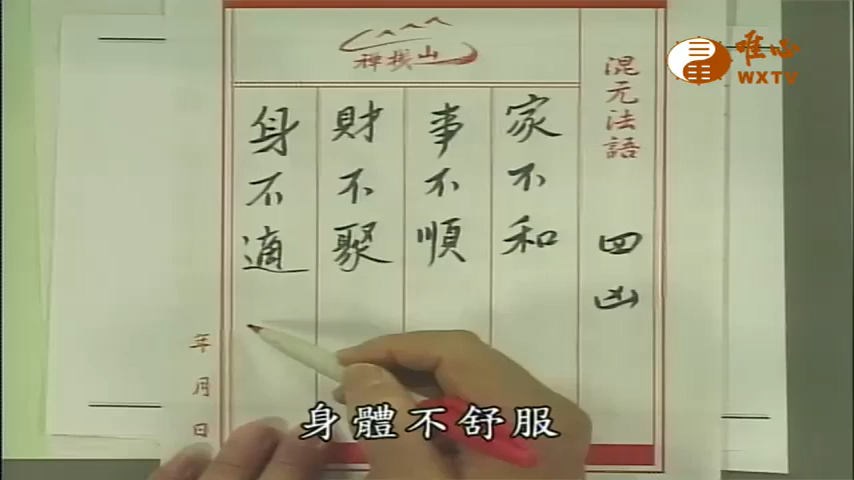 唯心
WXTV
禪機山
混元法語
四凶
家不和
事不順
財不聚
身不適
年月日
身體不舒服